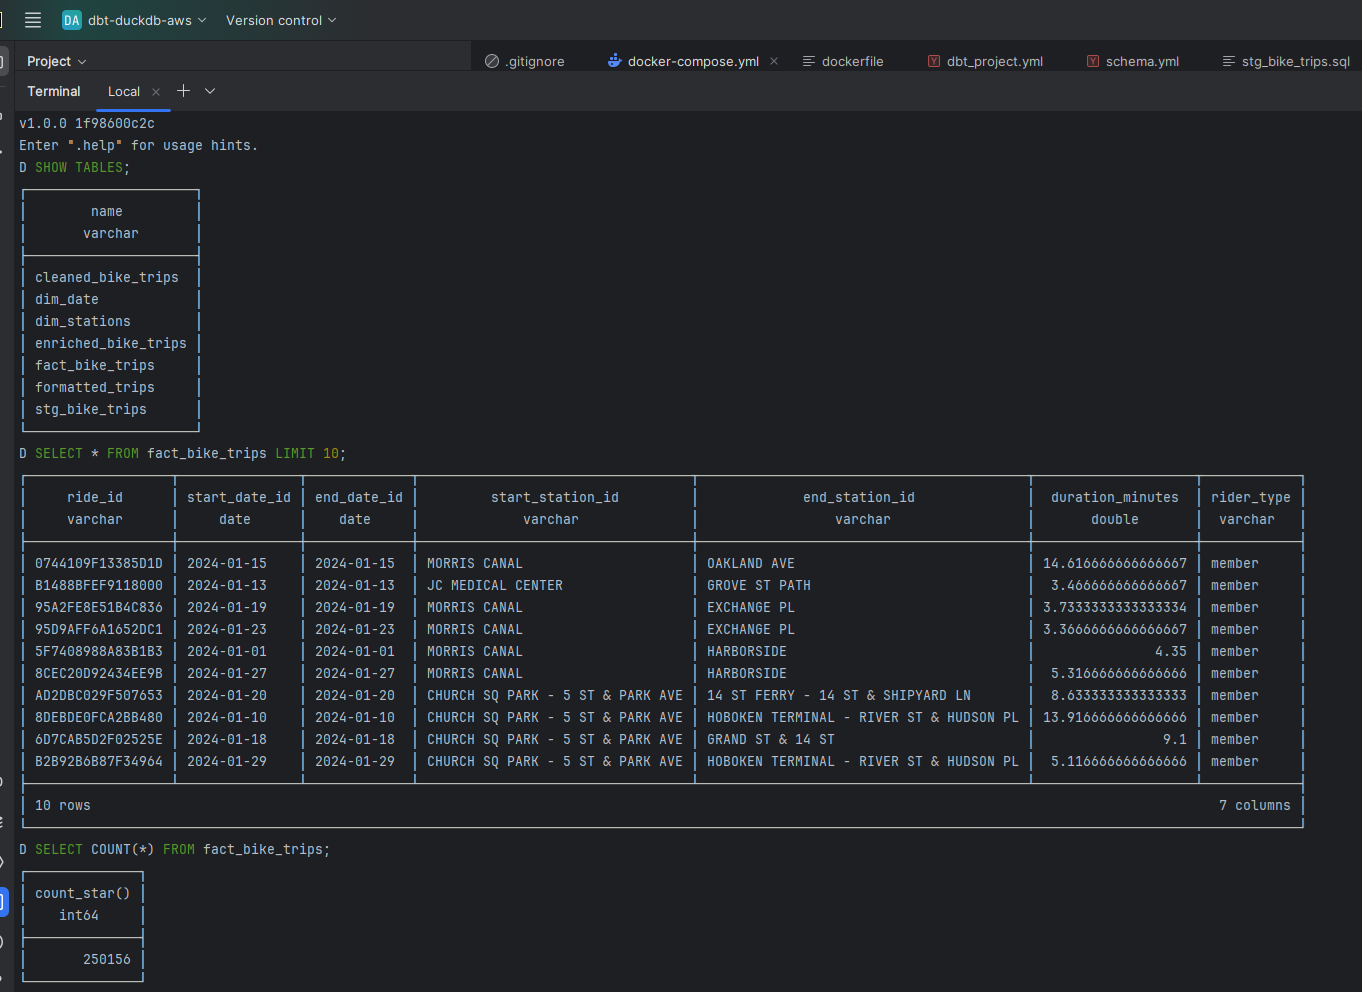 DA dbt-duckdb-aws Version control
Project .gitignore docker-compose.yml dockerfile dbt_project.yml schema.yml stg_bike_trips.sql
Terminal Local
v1.0.0 1f98600c2c
Enter ".help" for usage hints.
D SHOW TABLES;
name
varchar
cleaned_bike_trips
dim_date
dim_stations
enriched_bike_trips
fact_bike_trips
formatted_trips
stg_bike_trips
D SELECT * FROM fact_bike_trips LIMIT 10;
ride_id start_date_id end_date_id start_station_id end_station_id duration_minutes rider_type
varchar date date varchar varchar double varchar
0744109F13385D1D 2024-01-15 2024-01-15 MORRIS CANAL OAKLAND AVE 14.616666666666667 member
B1488BFEF9118000 2024-01-13 2024-01-13 JC MEDICAL CENTER GROVE ST PATH 3.466666666666667 member
95A2FE8E51B4C836 2024-01-19 2024-01-19 MORRIS CANAL EXCHANGE PL 3.7333333333333334 member
95D9AFF6A1652DC1 2024-01-23 2024-01-23 MORRIS CANAL EXCHANGE PL 3.3666666666666667 member
5F7408988A83B1B3 2024-01-01 2024-01-01 MORRIS CANAL HARBORSIDE 4.35 member
8CEC20D92434EE9B 2024-01-27 2024-01-27 MORRIS CANAL HARBORSIDE 5.316666666666666 member
AD2DBC029F507653 2024-01-20 2024-01-20 CHURCH SQ PARK - 5 ST & PARK AVE 14 ST FERRY - 14 ST & SHIPYARD LN 8.633333333333333 member
8DEBDE0FCA2BB480 2024-01-10 2024-01-10 CHURCH SQ PARK - 5 ST & PARK AVE HOBOKEN TERMINAL - RIVER ST & HUDSON PL 13.916666666666666 member
6D7CAB5D2F02525E 2024-01-18 2024-01-18 CHURCH SQ PARK - 5 ST & PARK AVE GRAND ST & 14 ST 9.1 member
B2B92B6B87F34964 2024-01-29 2024-01-29 CHURCH SQ PARK - 5 ST & PARK AVE HOBOKEN TERMINAL - RIVER ST & HUDSON PL 5.116666666666666 member
10 rows 7 columns
D SELECT COUNT(*) FROM fact_bike_trips;
count_star()
int64
250156